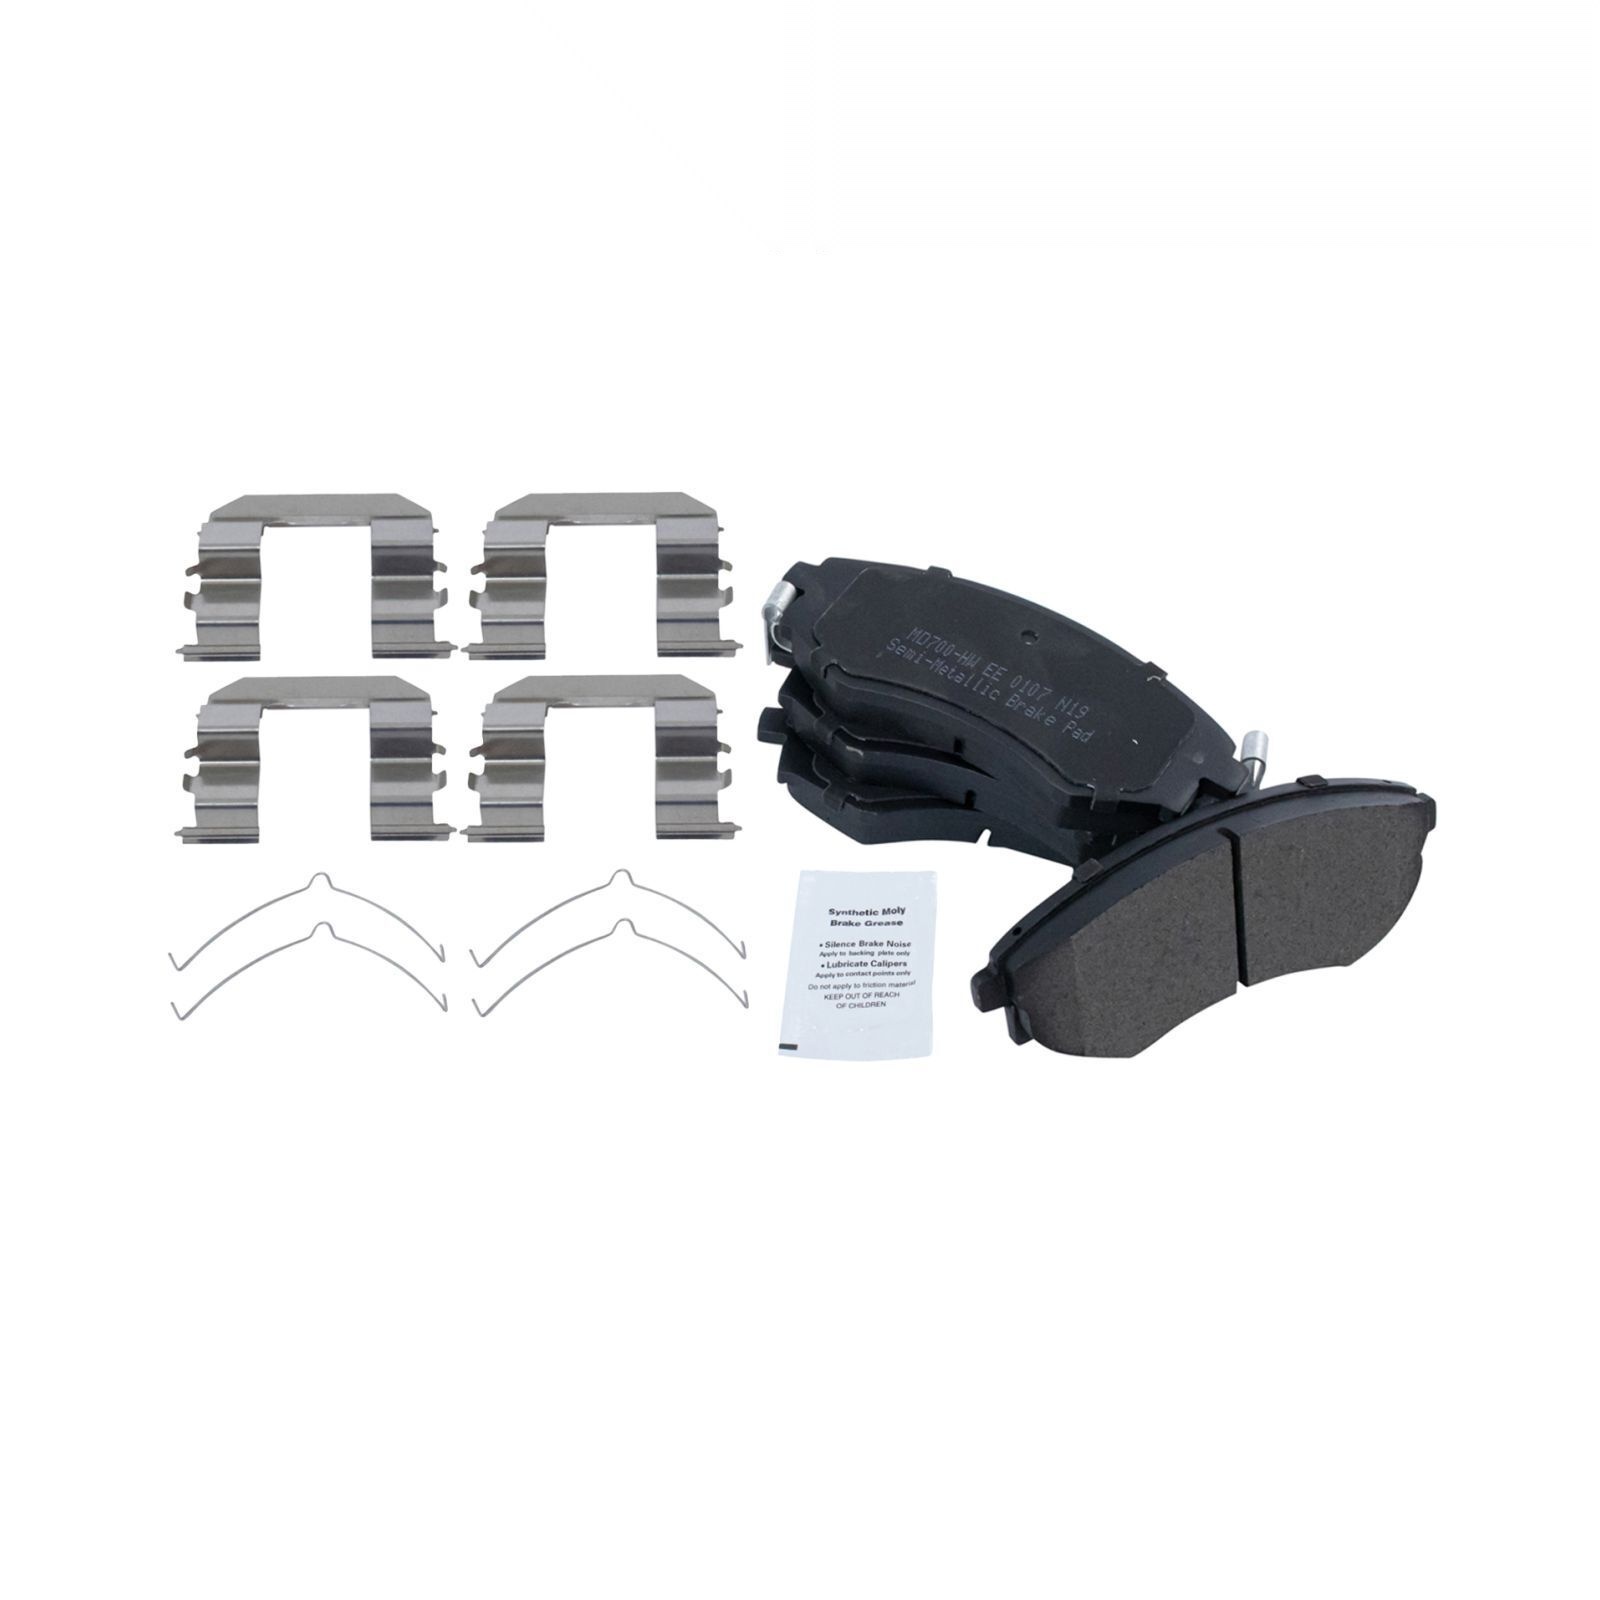 MD700-HW EE 0107 N19
Semi-Metallic Brake Pad
Synthetic Moly
Brake Grease
• Silence Brake Noise
Apply to backing plate only
• Lubricate Calipers
Apply to contact points only
Do not apply to friction material
KEEP OUT OF REACH
OF CHILDREN